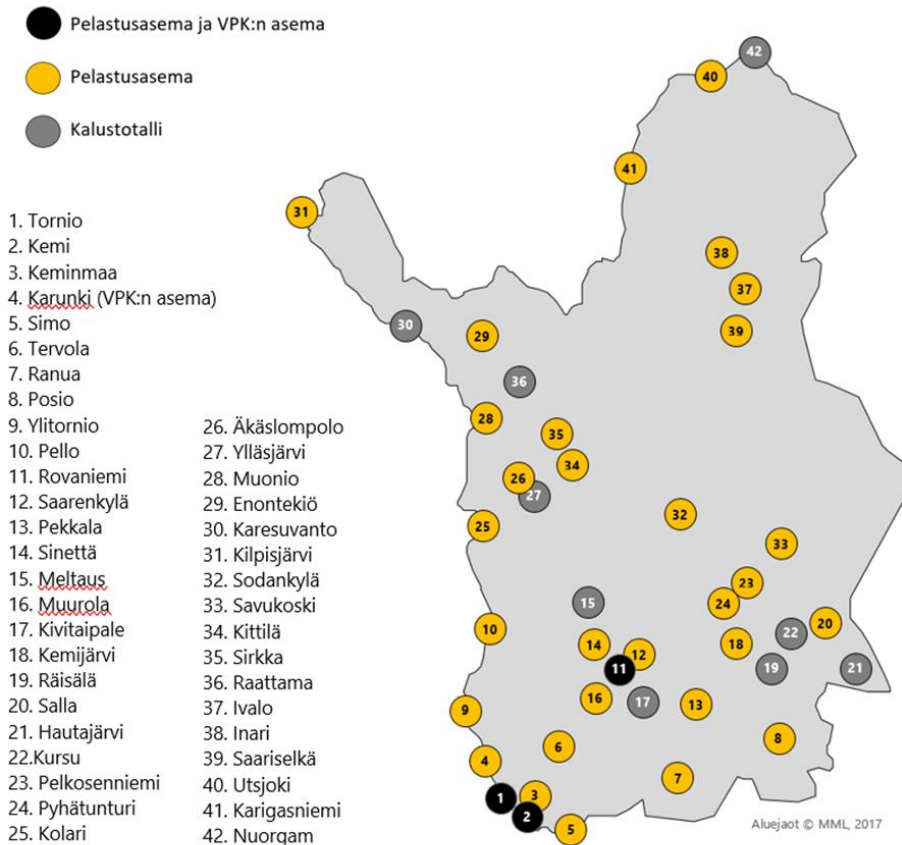 Pelastusasema ja VPK:n asema
Pelastusasema
Kalustotalli
1. Tornio
2. Kemi
3. Keminmaa
4. Karunki (VPK:n asema)
5. Simo
6. Tervola
7. Ranua
8. Posio
9. Ylitornio
10. Pello
11. Rovaniemi
12. Saarenkylä
13. Pekkala
14. Sinettä
15. Meltaus
16. Muurola
17. Kivitaipale
18. Kemijärvi
19. Räisälä
20. Salla
21. Hautajärvi
22.Kursu
23. Pelkosenniemi
24. Pyhätunturi
25. Kolari
26. Äkäslompolo
27. Ylläsjärvi
28. Muonio
29. Enontekiö
30. Karesuvanto
31. Kilpisjärvi
32. Sodankylä
33. Savukoski
34. Kittilä
35. Sirkka
36. Raattama
37. Ivalo
38. Inari
39. Saariselkä
40. Utsjoki
41. Karigasniemi
42. Nuorgam
42
40
41
31
38
37
39
30
29
36
28
35
34
26
27
25
32
33
23
24
15
20
22
10
14
12
18
11
19
21
16
17
13
9
8
6
4
7
3
1
2
5
Aluejaot © MML, 2017